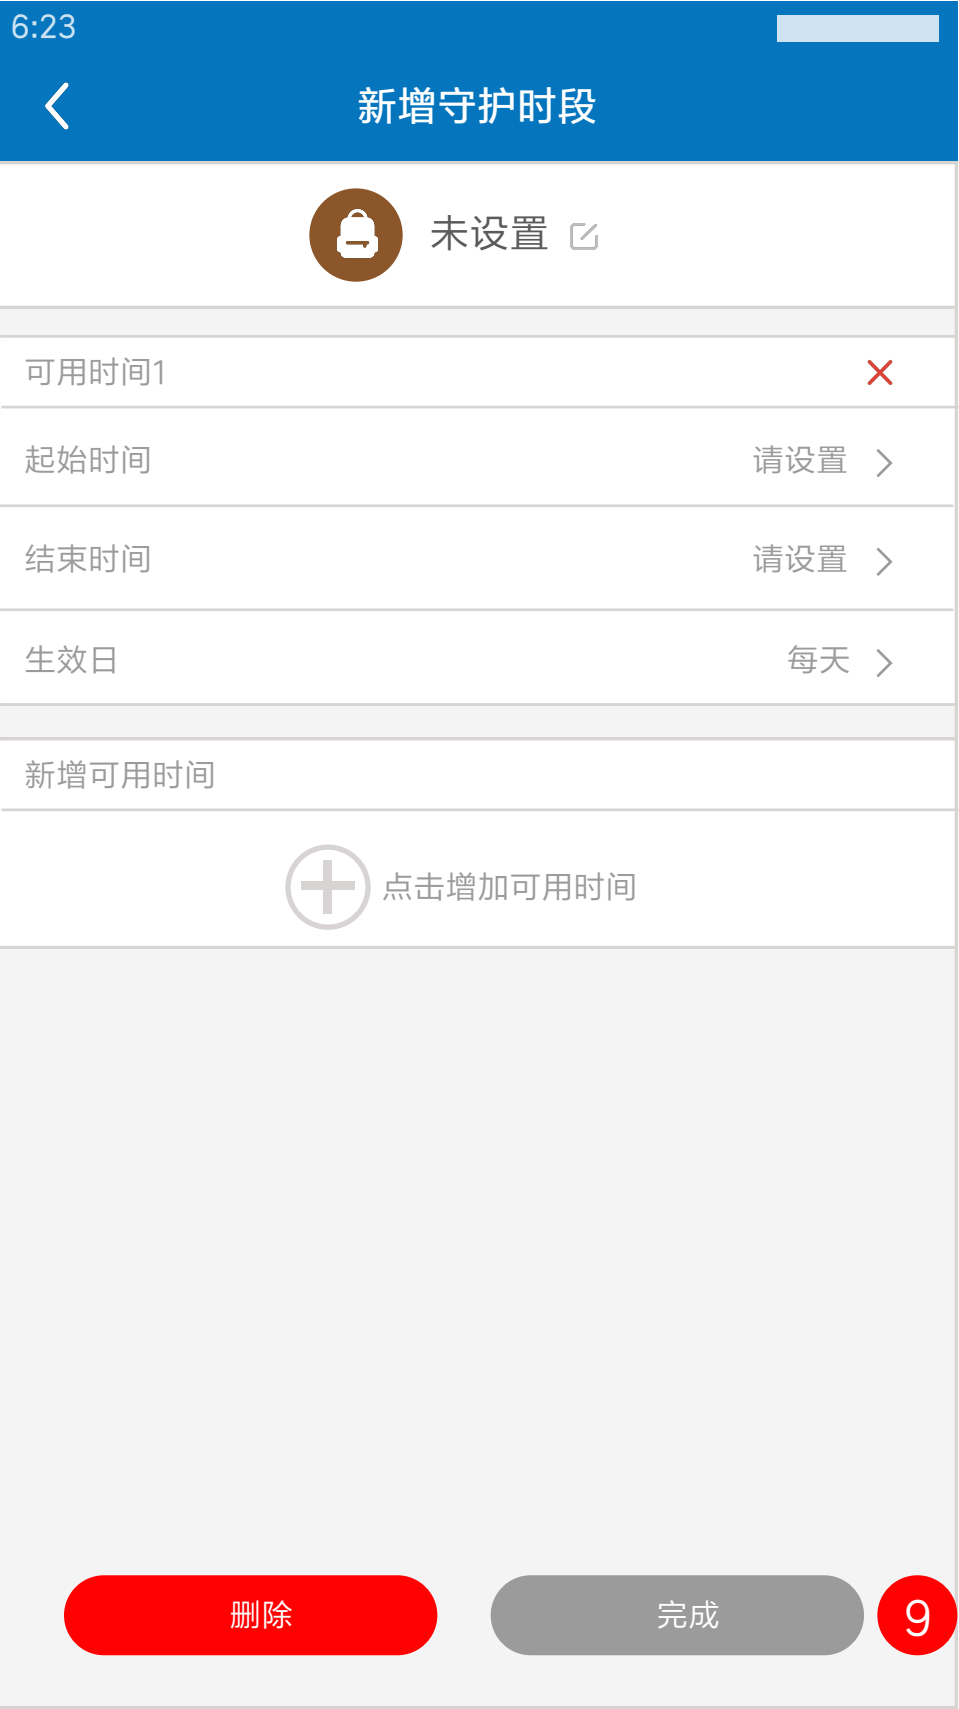 6:23
新增守护时段
未设置
可用时间1
起始时间 请设置
结束时间 请设置
生效日 每天
新增可用时间
点击增加可用时间
删除 完成 9